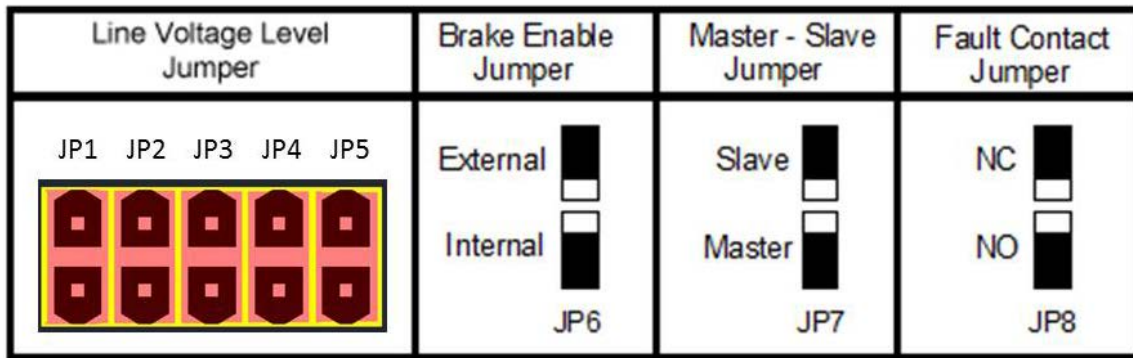 Line Voltage Level
Jumper
Brake Enable
Jumper
Master - Slave
Jumper
Fault Contact
Jumper
JP1 JP2 JP3 JP4 JP5
External
Internal
JP6
Slave
Master
JP7
NC
NO
JP8